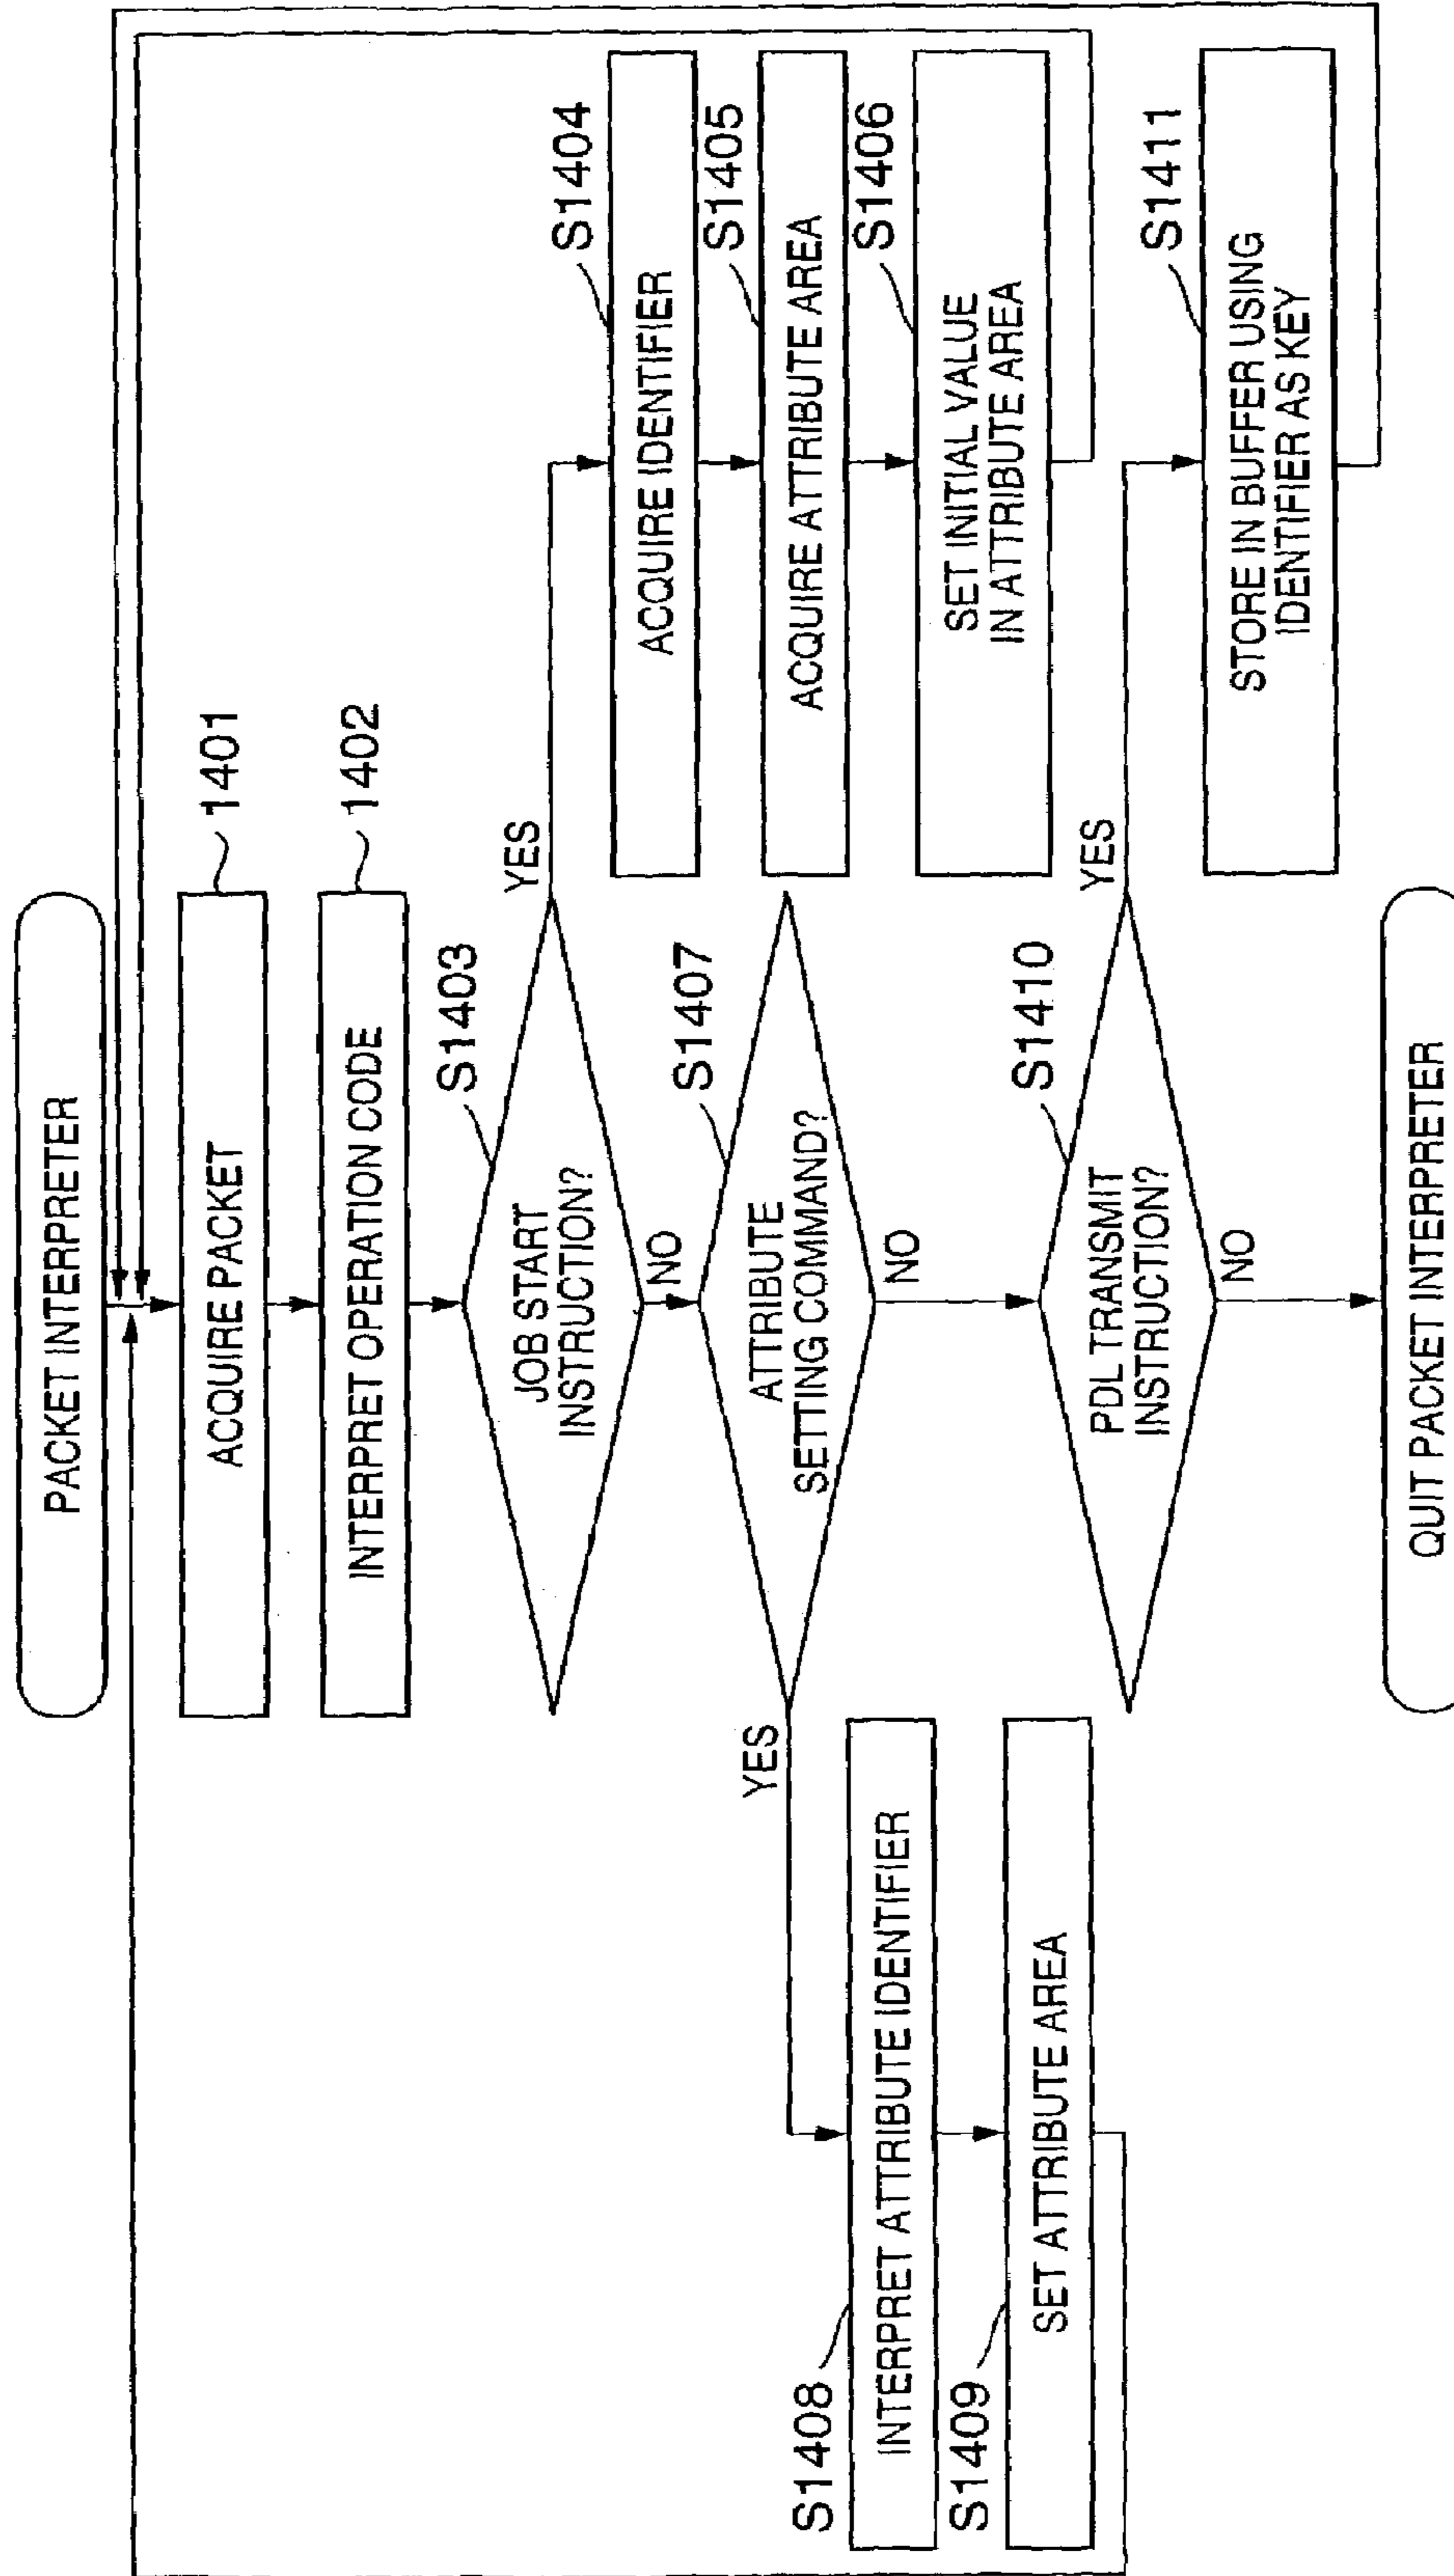 PACKET INTERPRETER
1401
ACQUIRE PACKET
1402
INTERPRET OPERATION CODE
S1403
JOB START
INSTRUCTION?
YES
NO
S1404
ACQUIRE IDENTIFIER
S1405
ACQUIRE ATTRIBUTE AREA
S1406
SET INITIAL VALUE
IN ATTRIBUTE AREA
S1407
ATTRIBUTE
SETTING COMMAND?
YES
NO
S1408
INTERPRET ATTRIBUTE IDENTIFIER
S1409
SET ATTRIBUTE AREA
S1410
PDL TRANSMIT
INSTRUCTION?
YES
NO
S1411
STORE IN BUFFER USING
IDENTIFIER AS KEY
QUIT PACKET INTERPRETER